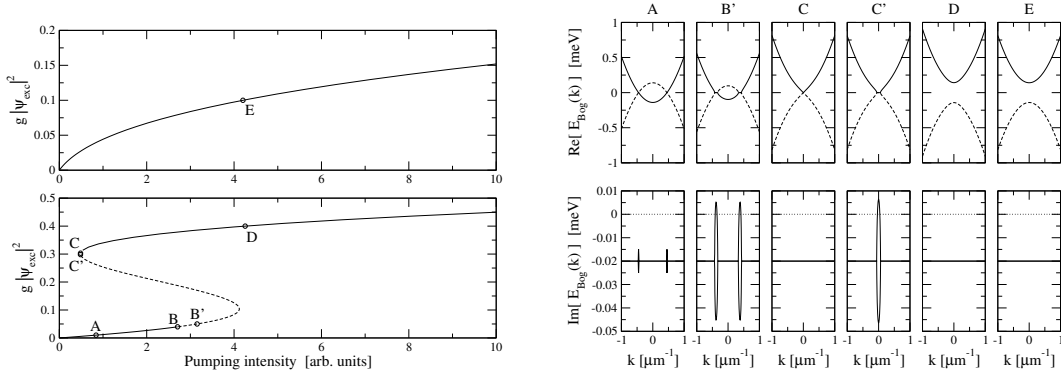 g |ψexc|²
0.2
0.15
0.1
0.05
0
E
0 2 4 6 8 10
g |ψexc|²
0.5
0.4
0.3
0.2
0.1
0
C
C'
D
A
B
B'
0 2 4 6 8 10
Pumping intensity [arb. units]
A B' C C' D E
Re[ E_Bog(k) ] [meV]
1
0.5
0
-0.5
-1
Im[ E_Bog(k) ] [meV]
0.01
0
-0.01
-0.02
-0.03
-0.04
-0.05
-1 0 1 -1 0 1 -1 0 1 -1 0 1 -1 0 1 -1 0 1
k [μm⁻¹] k [μm⁻¹] k [μm⁻¹] k [μm⁻¹] k [μm⁻¹] k [μm⁻¹]